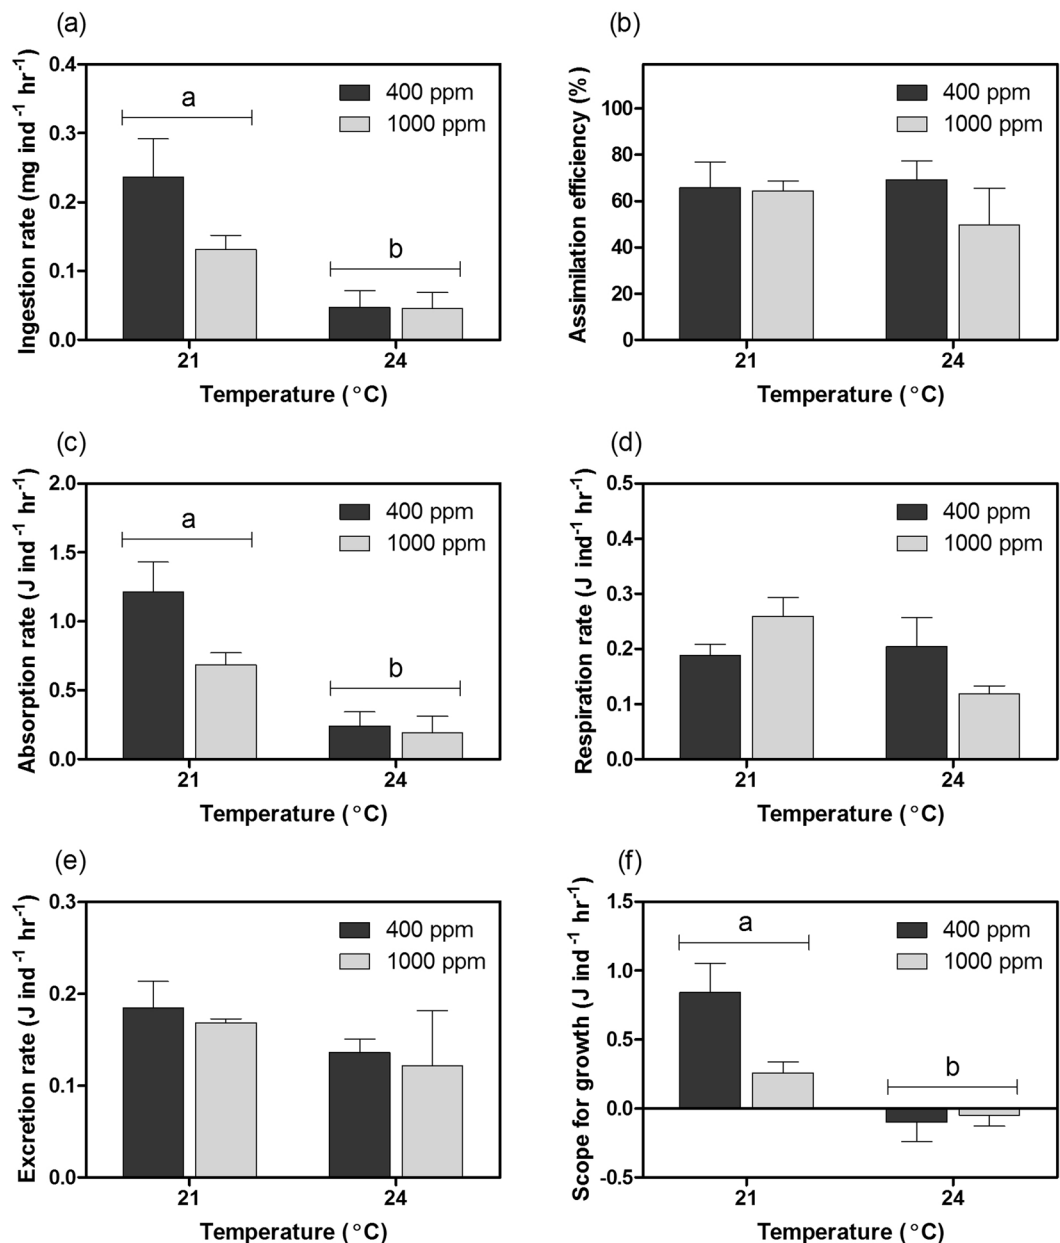 (a)
Ingestion rate (mg ind⁻¹ hr⁻¹)
0.4
0.3
0.2
0.1
0.0
400 ppm
1000 ppm
a
b
21
24
Temperature (°C)
(b)
Assimilation efficiency (%)
100
80
60
40
20
0
400 ppm
1000 ppm
21
24
Temperature (°C)
(c)
Absorption rate (J ind⁻¹ hr⁻¹)
2.0
1.5
1.0
0.5
0.0
400 ppm
1000 ppm
a
b
21
24
Temperature (°C)
(d)
Respiration rate (J ind⁻¹ hr⁻¹)
0.5
0.4
0.3
0.2
0.1
0.0
400 ppm
1000 ppm
21
24
Temperature (°C)
(e)
Excretion rate (J ind⁻¹ hr⁻¹)
0.3
0.2
0.1
0.0
400 ppm
1000 ppm
21
24
Temperature (°C)
(f)
Scope for growth (J ind⁻¹ hr⁻¹)
1.5
1.0
0.5
0.0
-0.5
400 ppm
1000 ppm
a
b
21
24
Temperature (°C)